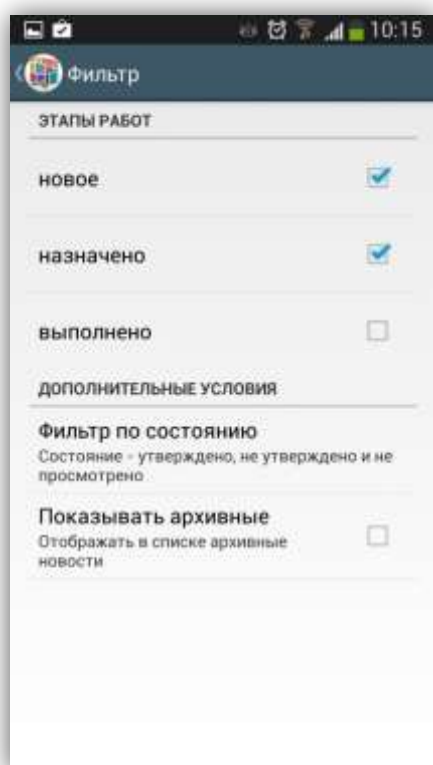 10:15
Фильтр
ЭТАПЫ РАБОТ
новое
назначено
выполнено
ДОПОЛНИТЕЛЬНЫЕ УСЛОВИЯ
Фильтр по состоянию
Состояние - утверждено, не утверждено и не
просмотрено
Показывать архивные
Отображать в списке архивные
новости